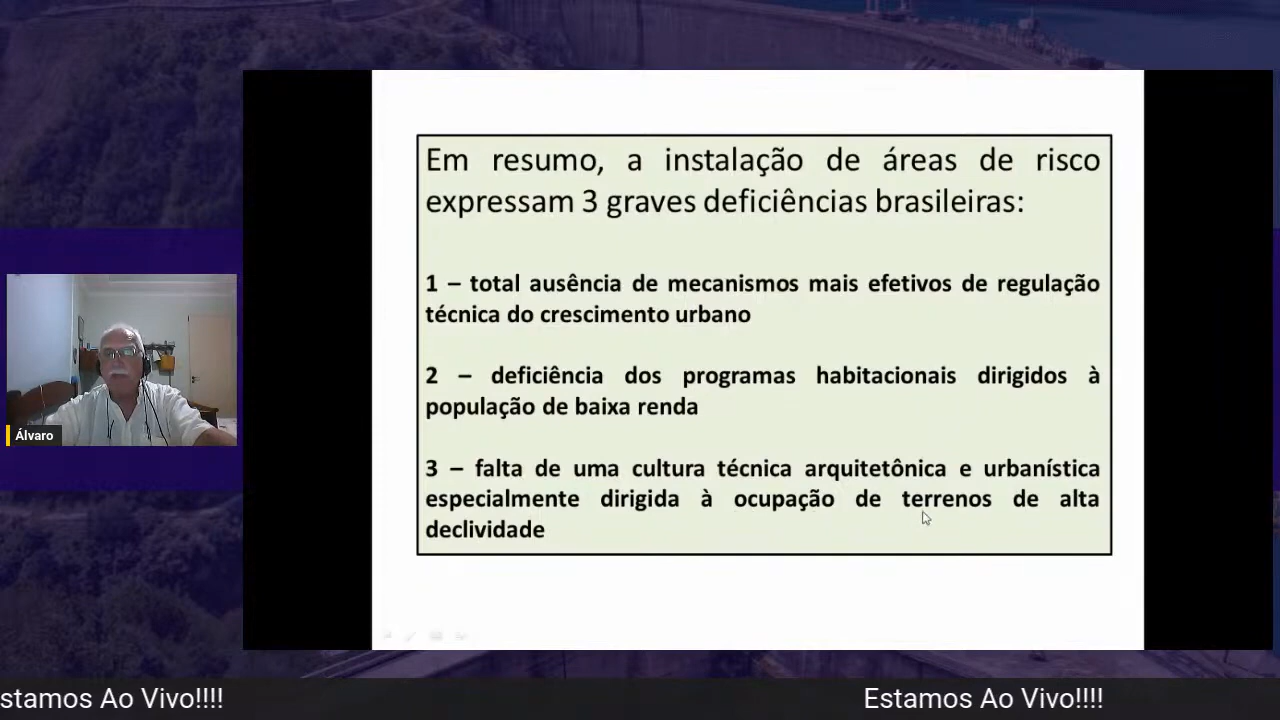 Em resumo, a instalação de áreas de risco
expressam 3 graves deficiências brasileiras:
1 – total ausência de mecanismos mais efetivos de regulação
técnica do crescimento urbano
2 – deficiência dos programas habitacionais dirigidos à
população de baixa renda
3 – falta de uma cultura técnica arquitetônica e urbanística
especialmente dirigida à ocupação de terrenos de alta
declividade
Álvaro
stamos Ao Vivo!!!! Estamos Ao Vivo!!!!